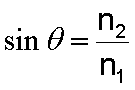 sin θ = n₂/n₁